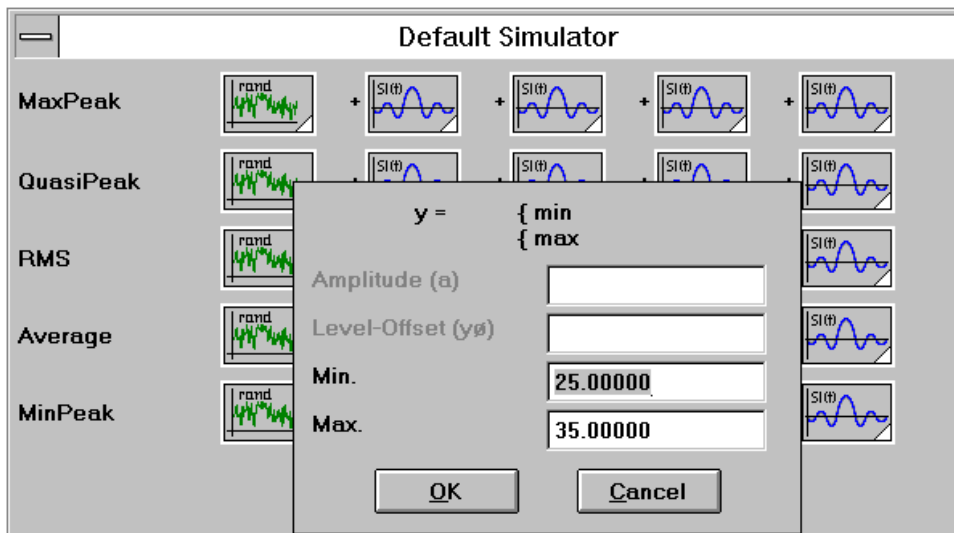 Default Simulator
MaxPeak rand + SI(t) + SI(t) + SI(t) + SI(t)
QuasiPeak rand + SI(t) + SI(t) + SI(t) + SI(t)
y = { min
{ max
RMS rand SI(t)
Amplitude (a)
Level-Offset (yø)
Average rand SI(t)
Min. 25.00000
MinPeak rand SI(t)
Max. 35.00000
OK Cancel